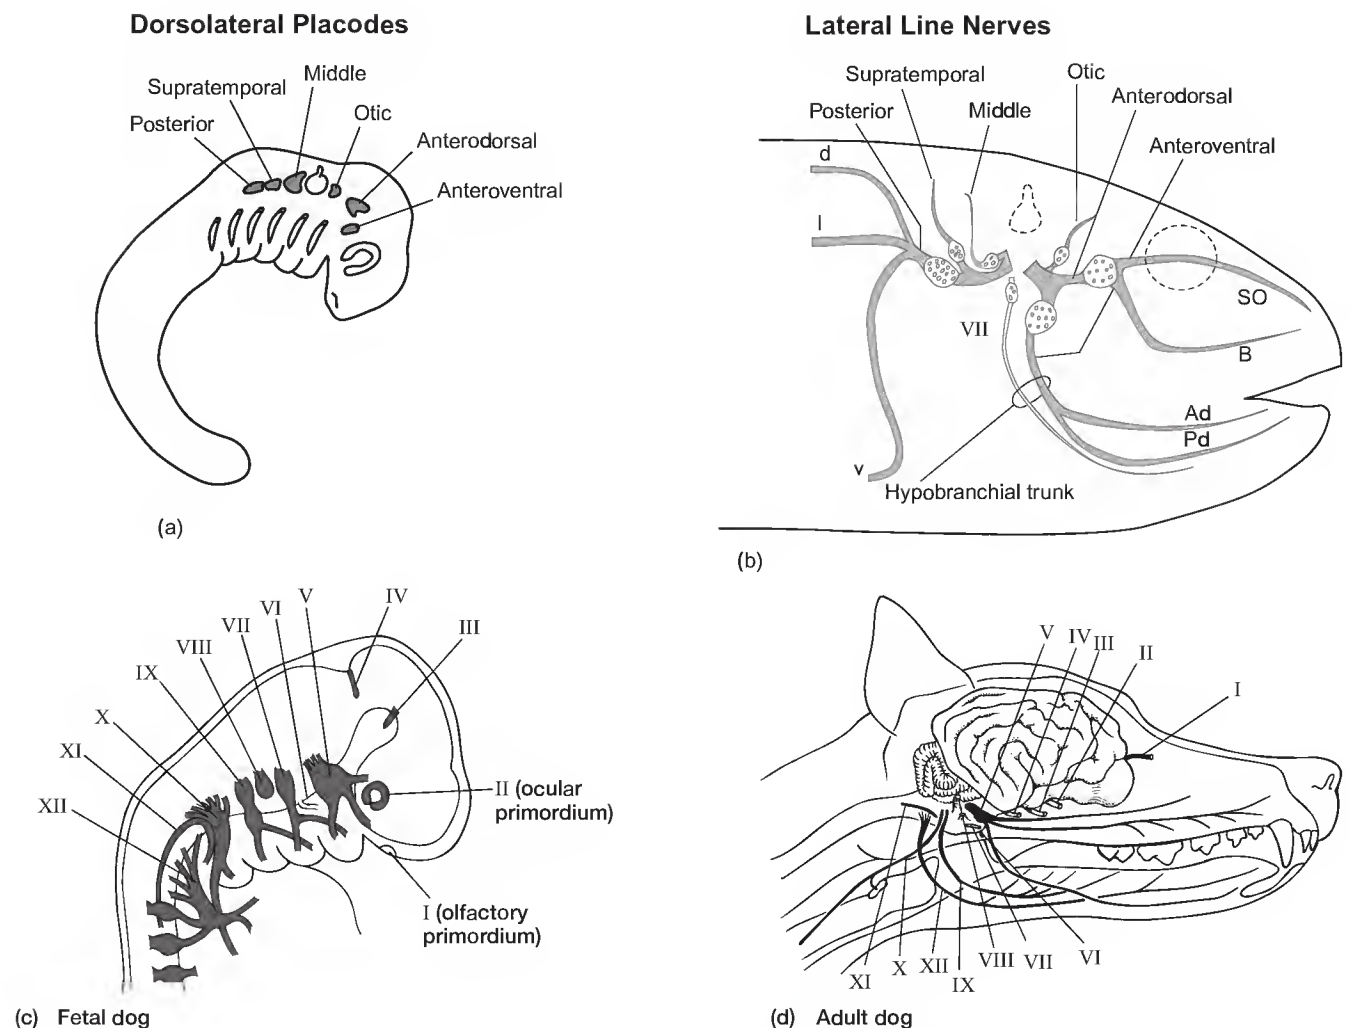 Dorsolateral Placodes
Middle
Supratemporal
Otic
Posterior
Anterodorsal
Anteroventral
(a)
Lateral Line Nerves
Otic
Supratemporal
Anterodorsal
Posterior
Middle
Anteroventral
d
l
SO
VII
B
Ad
Pd
v
Hypobranchial trunk
(b)
V
IV
VI
VII
III
VIII
IX
X
XI
XII
II (ocular
primordium)
I (olfactory
primordium)
(c) Fetal dog
V
IV
III
II
I
XI
X
XII
IX
VIII
VII
VI
(d) Adult dog